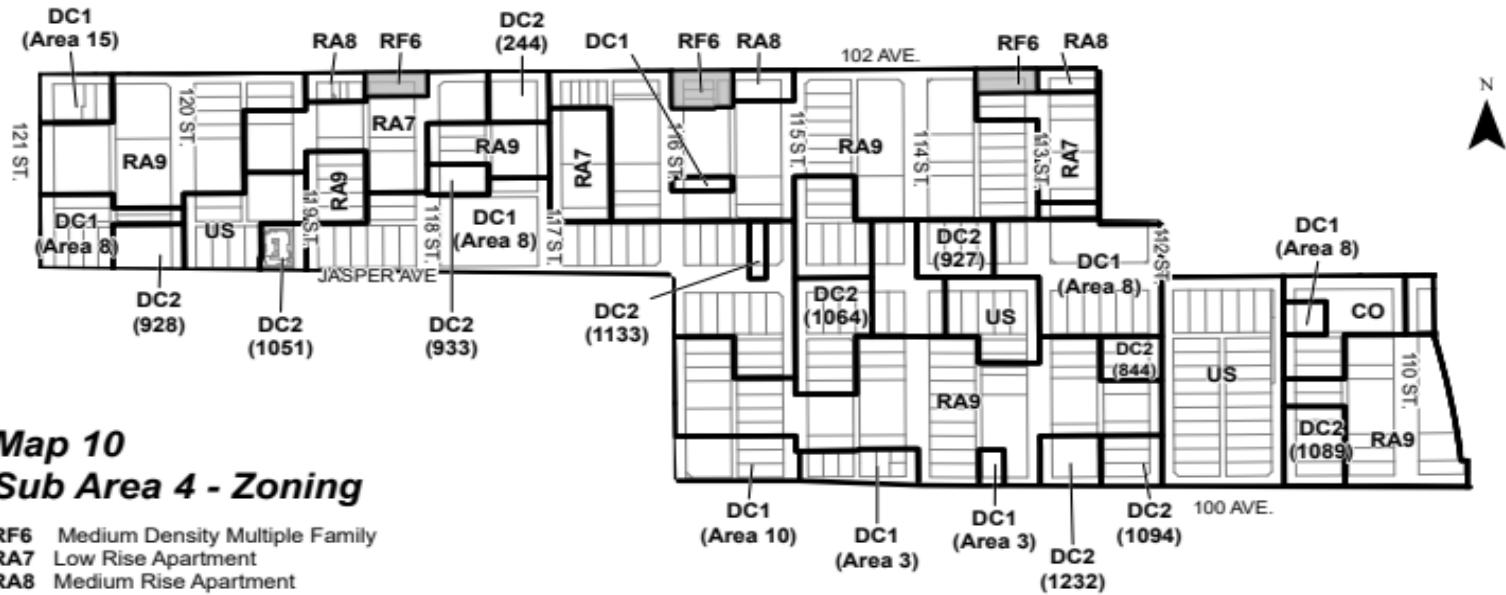 DC1
(Area 15)
RA8
RF6
DC2
(244)
DC1
RF6
RA8
102 AVE.
RF6
RA8
N
121 ST.
120 ST.
RA9
RA7
RA9
RA7
116 ST.
115 ST.
RA9
114 ST.
113 ST.
RA7
RA9
DC1
(Area 8)
US
119 ST.
118 ST.
DC1
(Area 8)
117 ST.
JASPER AVE
DC2
(927)
DC1
(Area 8)
112 ST.
DC1
(Area 8)
DC2
(928)
DC2
(1051)
DC2
(933)
DC2
(1133)
DC2
(1064)
US
CO
DC2
(844)
US
110 ST.
RA9
DC2
(1089)
RA9
Map 10
Sub Area 4 - Zoning
DC1
(Area 10)
DC1
(Area 3)
DC1
(Area 3)
DC2
(1232)
DC2
(1094)
100 AVE.
RF6 Medium Density Multiple Family
RA7 Low Rise Apartment
RA8 Medium Rise Apartment